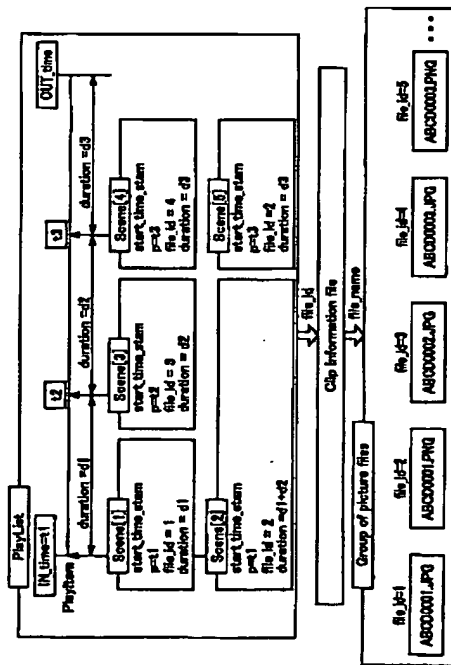 PlayList
IN_time=t1
t2
t3
OUT_time
PlayItem
duration =d1
duration =d2
duration =d3
Scene[1]
start_time_stam
p=t1
file_id = 1
duration = d1
Scene[3]
start_time_stam
p=t2
file_id = 3
duration = d2
Scene[4]
start_time_stam
p=t3
file_id = 4
duration = d3
Scene[2]
start_time_stam
p=t1
file_id = 2
duration =d1+d2
Scene[5]
start_time_stam
p=t3
file_id =2
duration = d3
file_id
Clip Information file
file_name
Group of picture files
file_id=1
ABCD0001.JPG
file_id=2
ABCD0001.PNG
file_id=3
ABCD0002.JPG
file_id=4
ABCD0003.JPG
file_id=5
ABCD0003.PNG
...